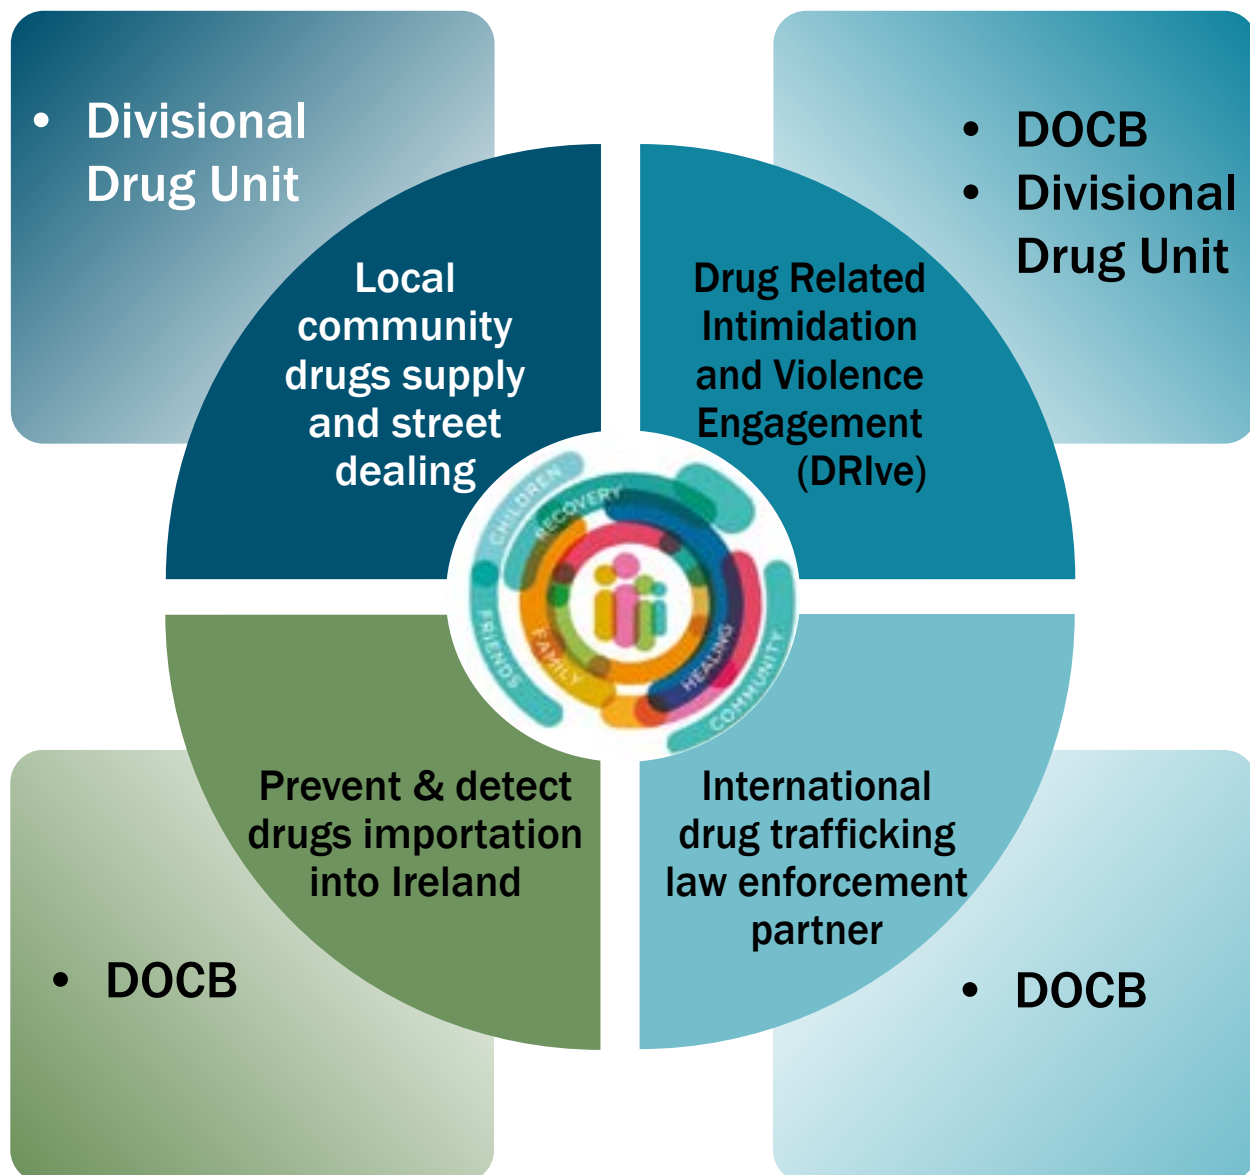 • Divisional
Drug Unit
• DOCB
• Divisional
Drug Unit
Local
community
drugs supply
and street
dealing
Drug Related
Intimidation
and Violence
Engagement
(DRIve)
CHILDREN
RECOVERY
FRIENDS
FAMILY
HEALING
COMMUNITY
Prevent & detect
drugs importation
into Ireland
International
drug trafficking
law enforcement
partner
• DOCB
• DOCB